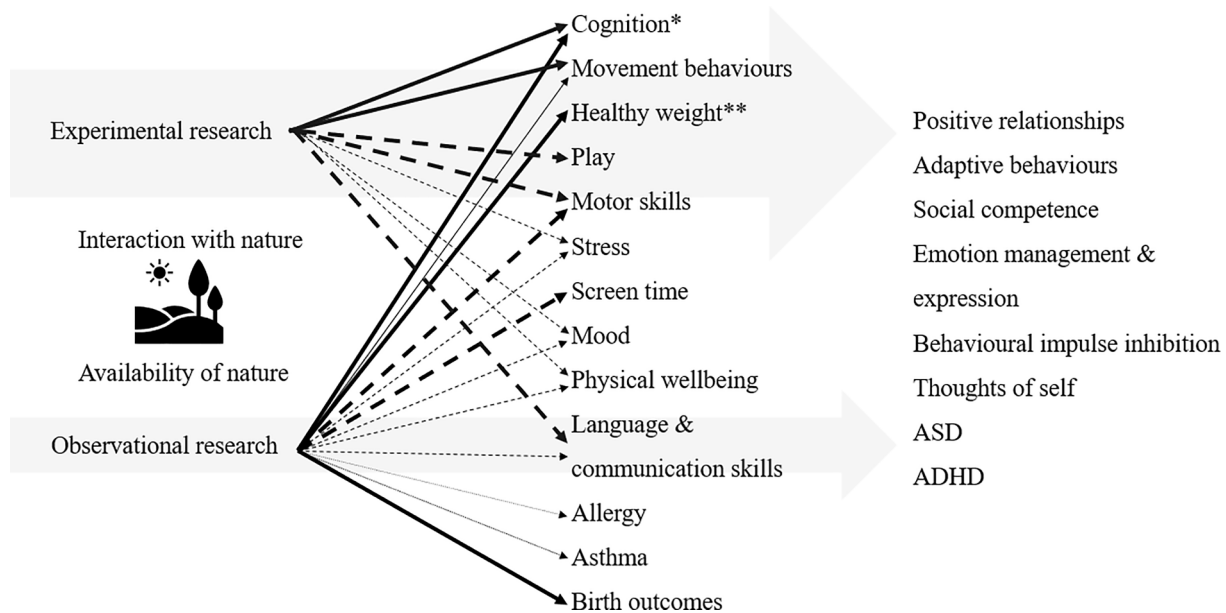 Experimental research
Interaction with nature
Availability of nature
Observational research
Cognition*
Movement behaviours
Healthy weight**
Play
Motor skills
Stress
Screen time
Mood
Physical wellbeing
Language &
communication skills
Allergy
Asthma
Birth outcomes
Positive relationships
Adaptive behaviours
Social competence
Emotion management &
expression
Behavioural impulse inhibition
Thoughts of self
ASD
ADHD